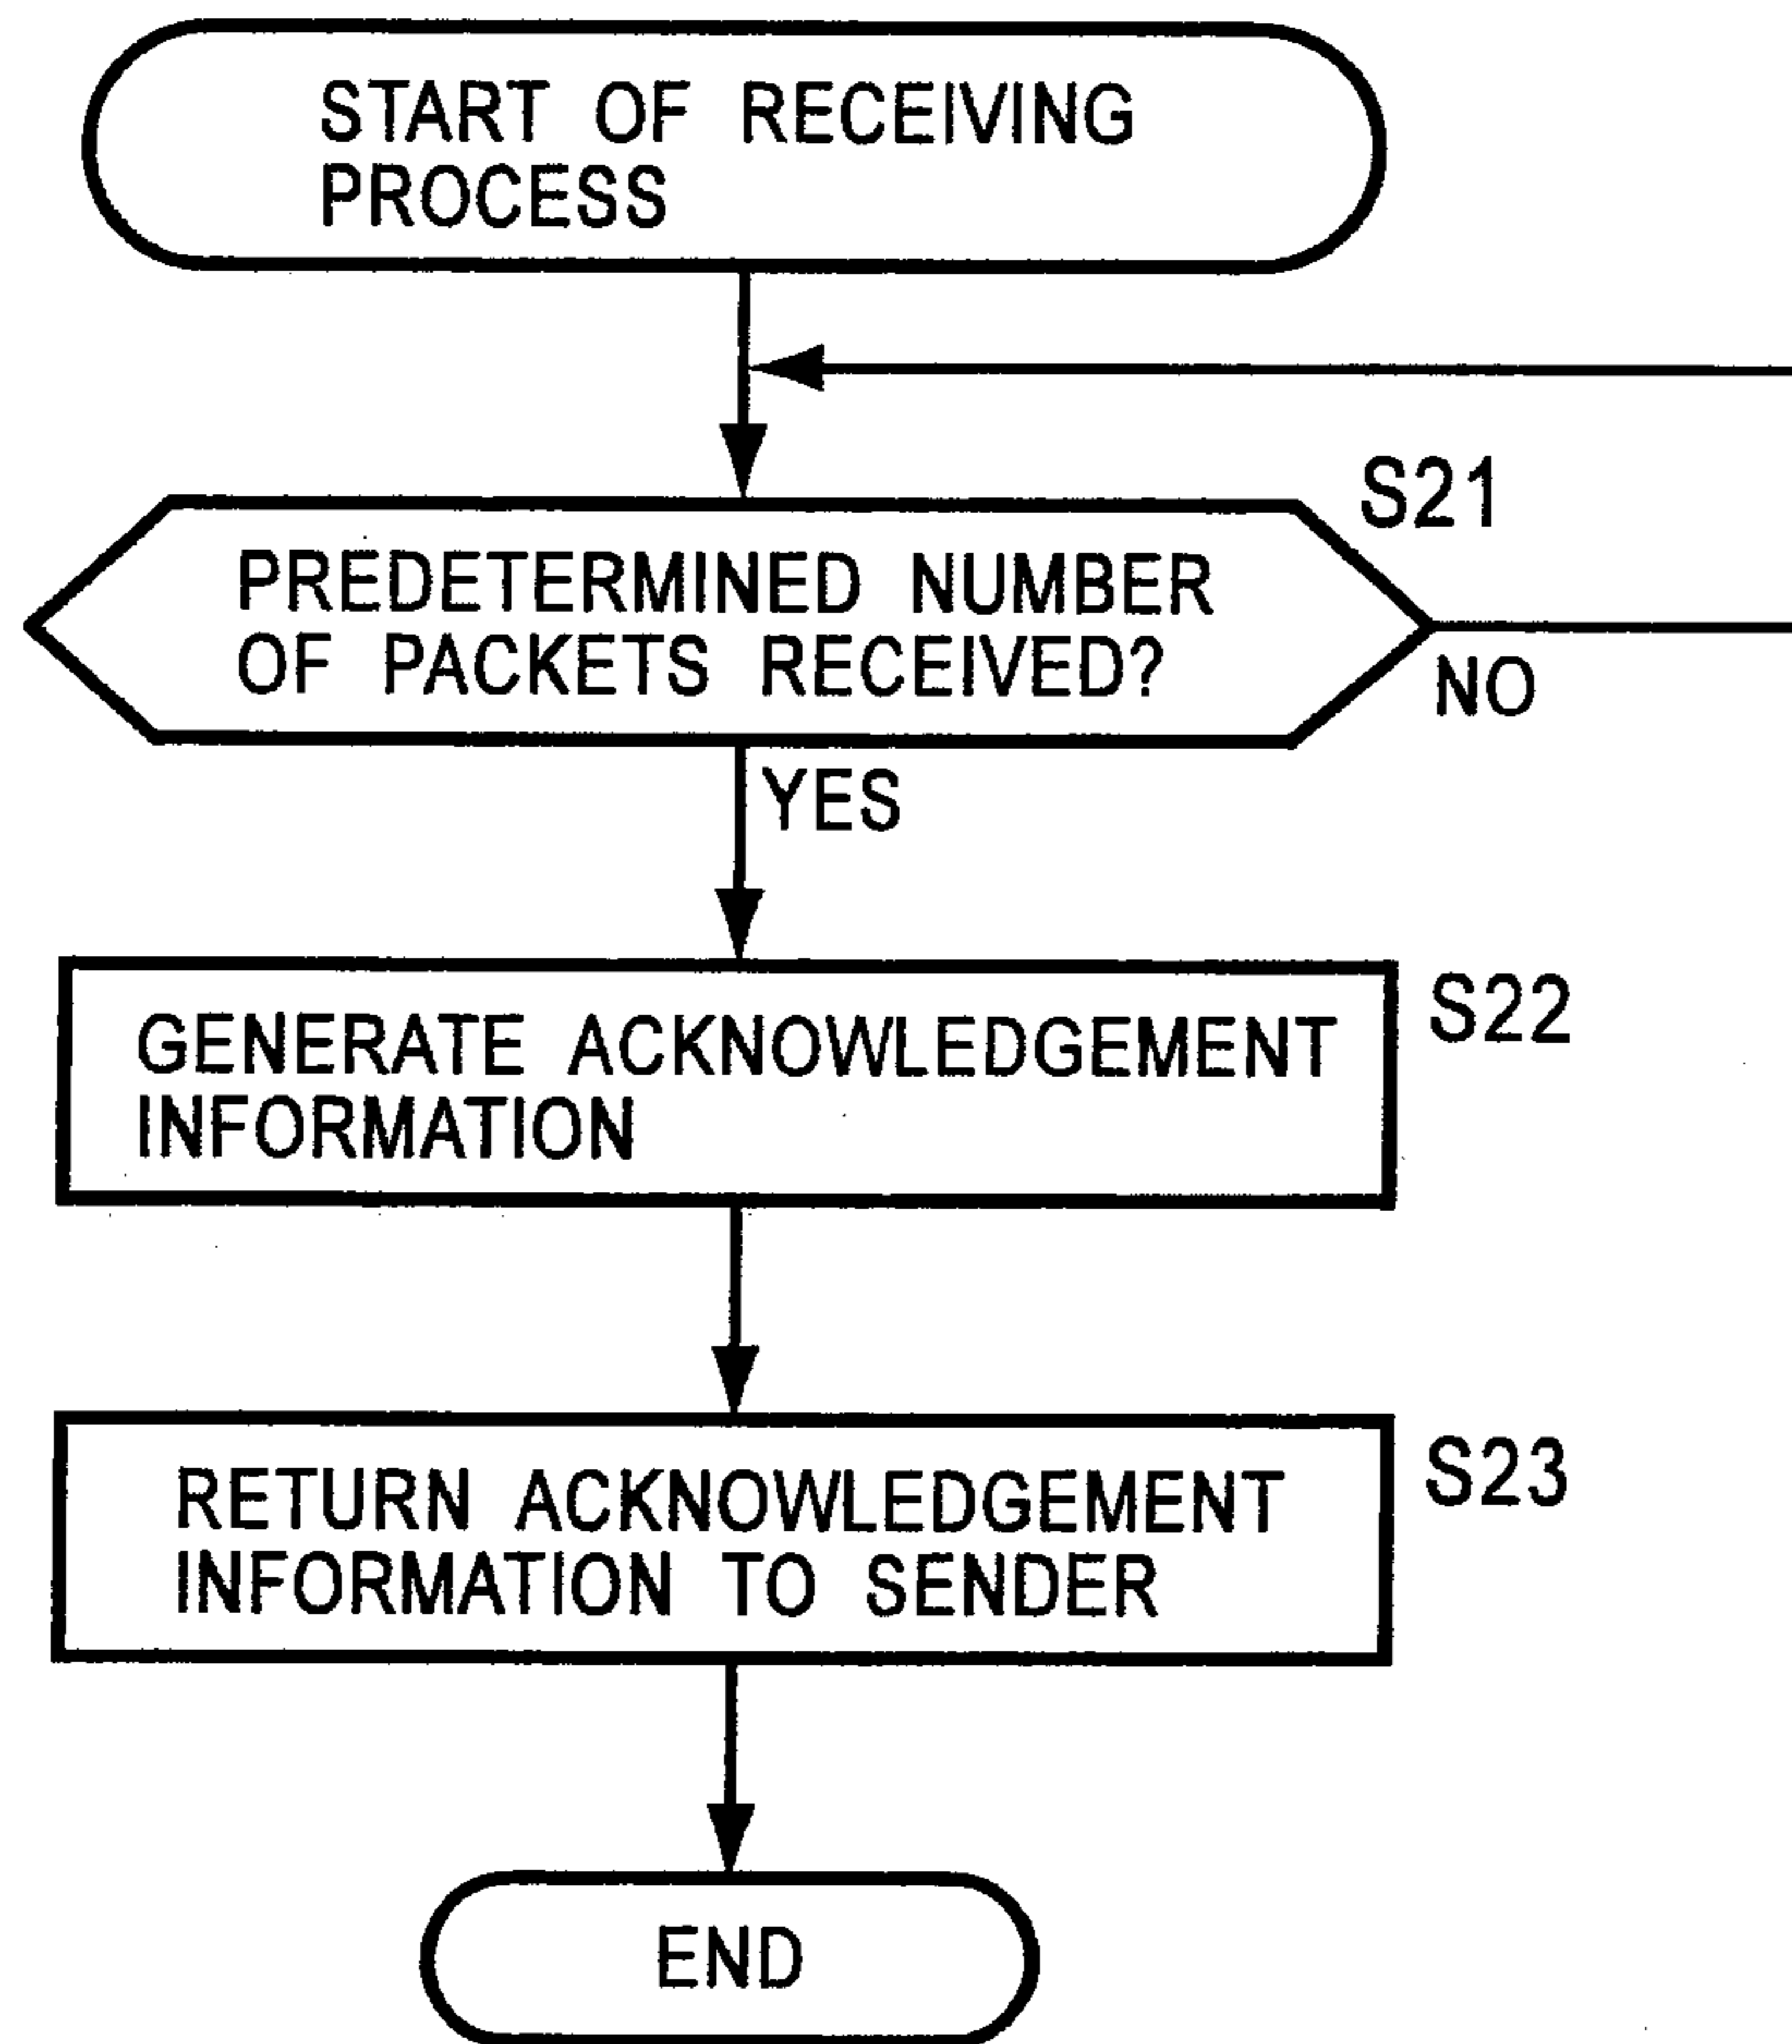 START OF RECEIVING
PROCESS
S21
PREDETERMINED NUMBER
OF PACKETS RECEIVED?
NO
YES
S22
GENERATE ACKNOWLEDGEMENT
INFORMATION
S23
RETURN ACKNOWLEDGEMENT
INFORMATION TO SENDER
END